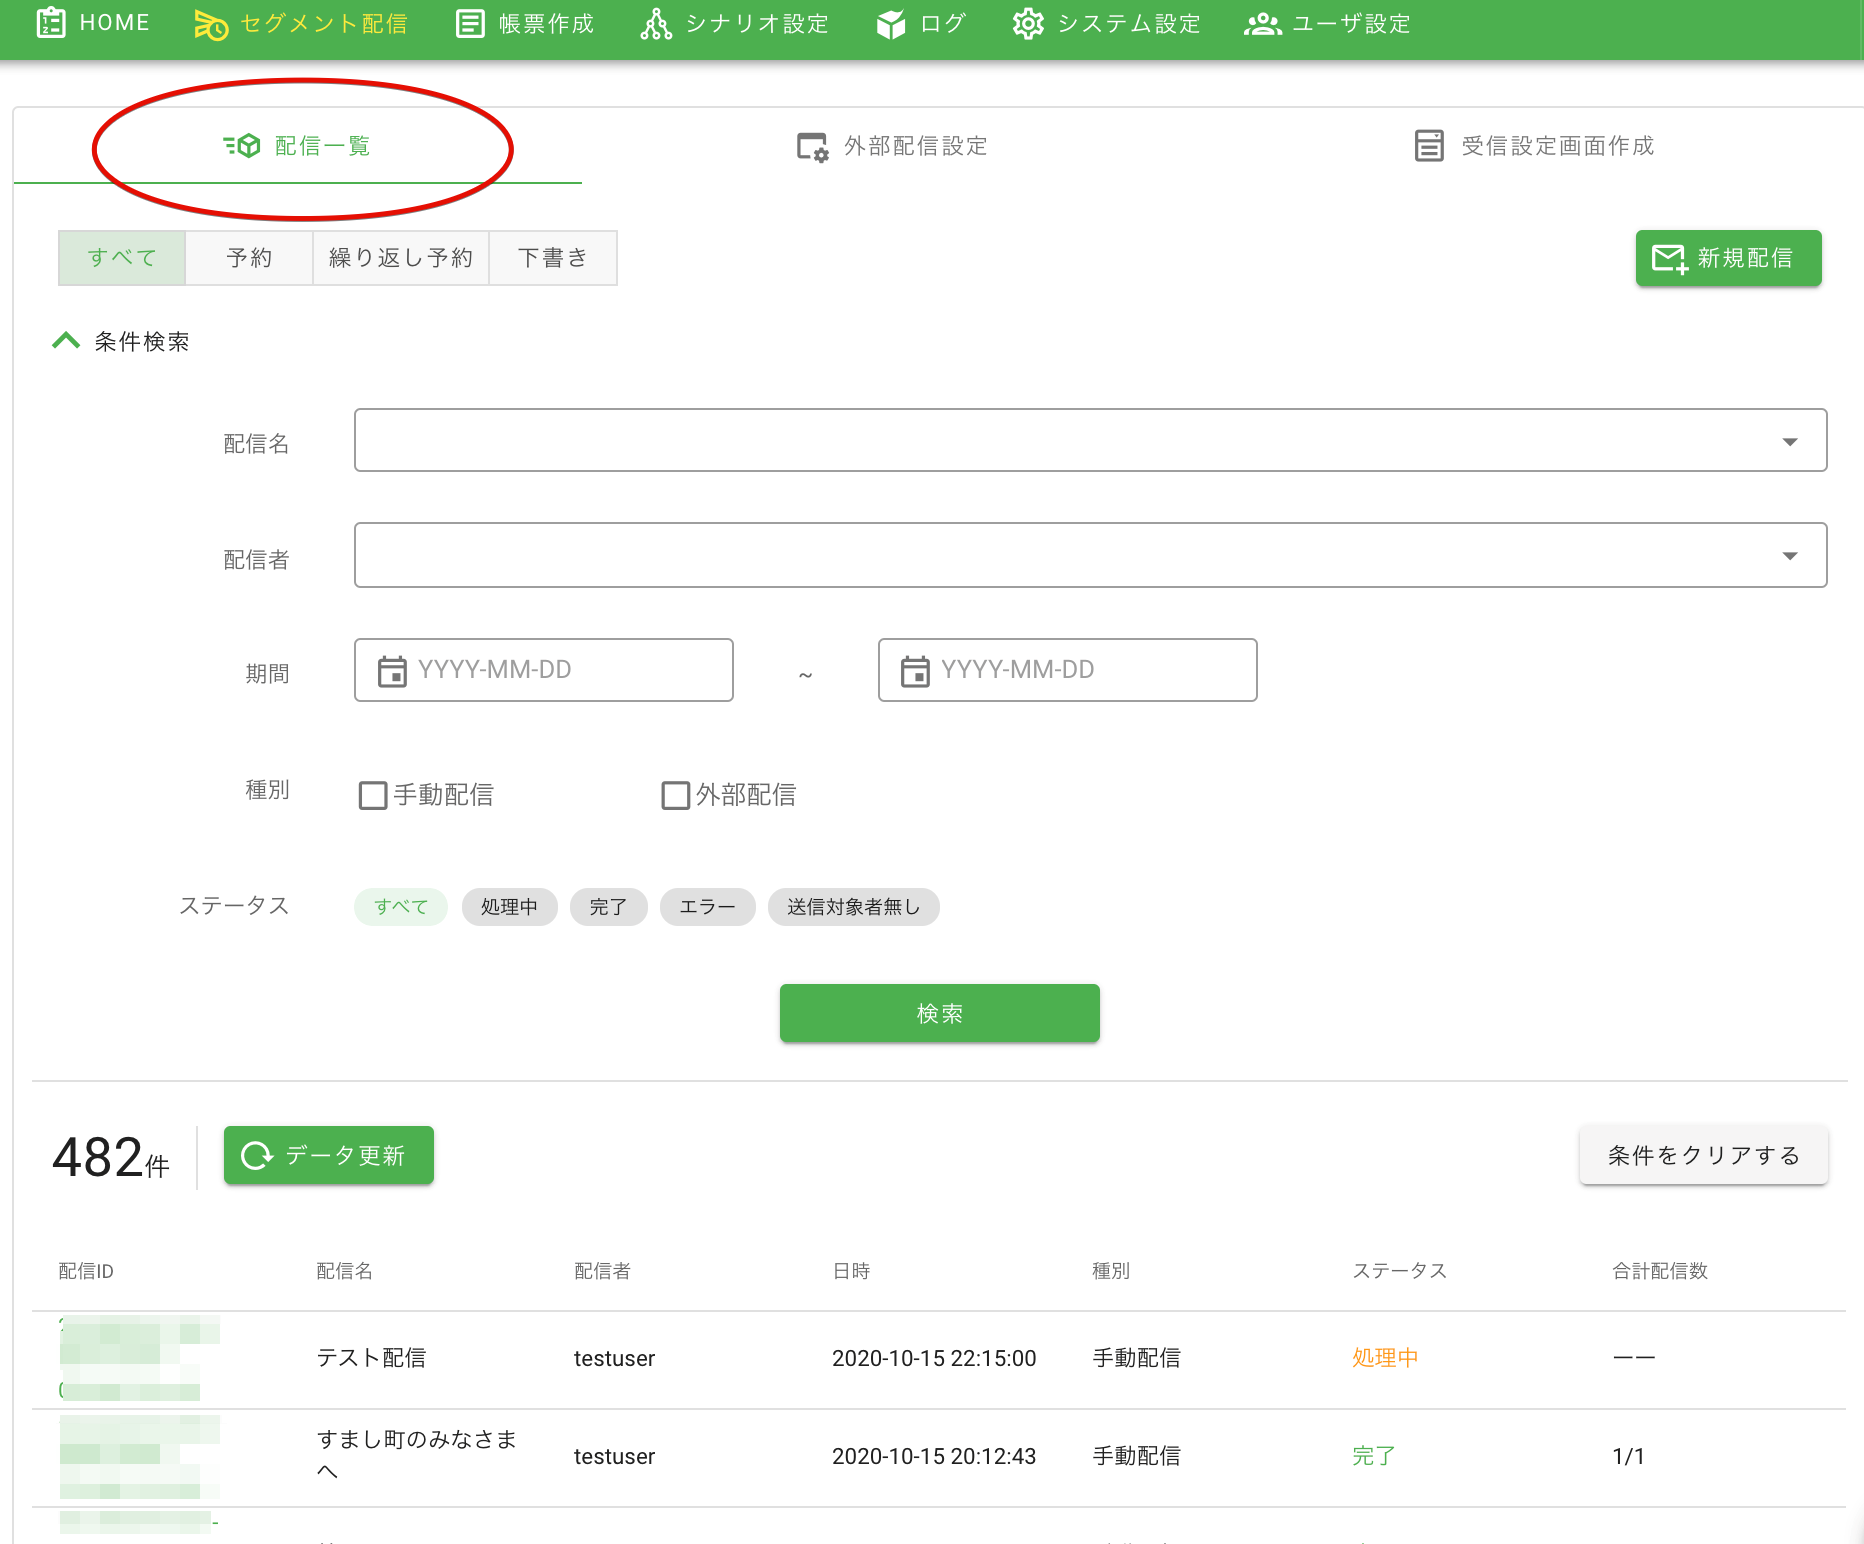 HOME セグメント配信 帳票作成 シナリオ設定 ログ システム設定 ユーザ設定
配信一覧 外部配信設定 受信設定画面作成
すべて 予約 繰り返し予約 下書き 新規配信
条件検索
配信名
配信者
期間 YYYY-MM-DD ~ YYYY-MM-DD
種別 手動配信 外部配信
ステータス すべて 処理中 完了 エラー 送信対象者無し
検索
482件 データ更新 条件をクリアする
配信ID 配信名 配信者 日時 種別 ステータス 合計配信数
テスト配信 testuser 2020-10-15 22:15:00 手動配信 処理中 ——
すまし町のみなさま
へ testuser 2020-10-15 20:12:43 手動配信 完了 1/1